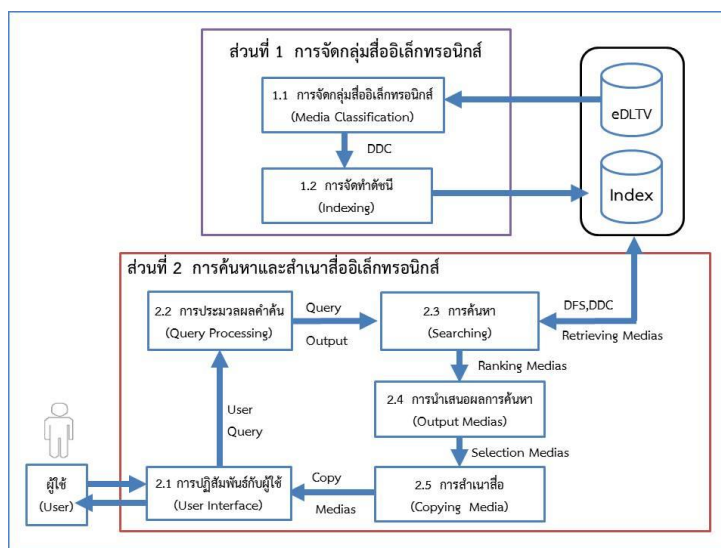 ส่วนที่ 1 การจัดกลุ่มสื่ออิเล็กทรอนิกส์
1.1 การจัดกลุ่มสื่ออิเล็กทรอนิกส์
(Media Classification)
eDLTV
DDC
1.2 การจัดทำดัชนี
(Indexing)
Index
ส่วนที่ 2 การค้นหาและสำเนาสื่ออิเล็กทรอนิกส์
2.2 การประมวลผลคำค้น
(Query Processing)
Query
Output
2.3 การค้นหา
(Searching)
DFS,DDC
Retrieving Medias
Ranking Medias
2.4 การนำเสนอผลการค้นหา
(Output Medias)
User
Query
Selection Medias
ผู้ใช้
(User)
2.1 การปฏิสัมพันธ์กับผู้ใช้
(User Interface)
Copy
Medias
2.5 การสำเนาสื่อ
(Copying Media)